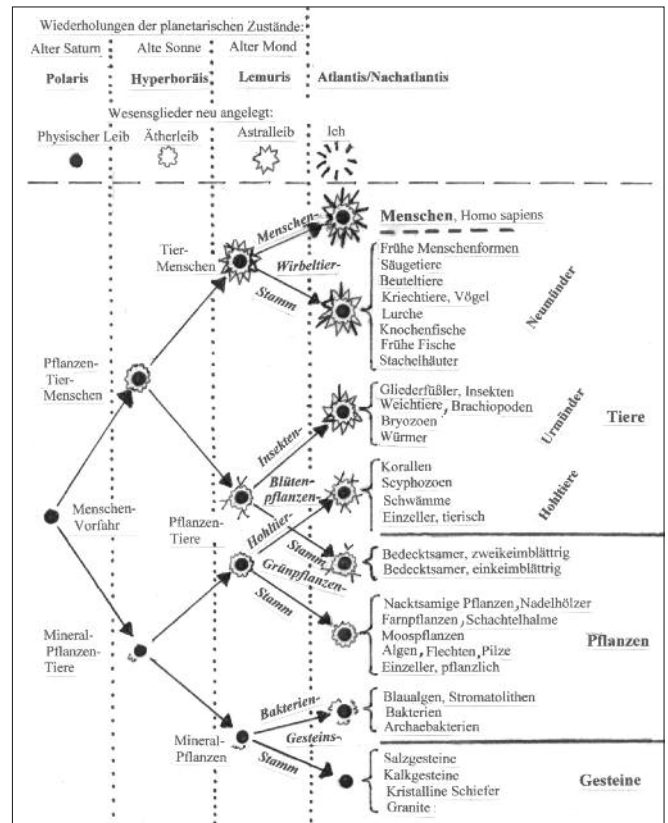 Wiederholungen der planetarischen Zustände:
Alter Saturn
Alte Sonne
Alter Mond
Polaris
Hyperboräis
Lemuris
Atlantis/Nachatlantis
Wesensglieder neu angelegt:
Physischer Leib
Ätherleib
Astralleib
Ich
Menschen, Homo sapiens
Menschen-
Tier-
Menschen
Wirbeltier-
Stamm
Frühe Menschenformen
Säugetiere
Beuteltiere
Kriechtiere, Vögel
Lurche
Knochenfische
Frühe Fische
Stachelhäuter
Neumünder
Pflanzen-
Tier-
Menschen
Gliederfüßler, Insekten
Weichtiere, Brachiopoden
Bryozoen
Würmer
Urmünder
Tiere
Insekten-
Blüten-
pflanzen-
Stamm
Korallen
Scyphozoen
Schwämme
Einzeller, tierisch
Hohltiere
Menschen-
Vorfahr
Pflanzen-
Tiere
Hohltier-
Grünpflanzen-
Stamm
Bedecktsamer, zweikeimblättrig
Bedecktsamer, einkeimblättrig
Nacktsamige Pflanzen, Nadelhölzer
Farnpflanzen, Schachtelhalme
Moospflanzen
Algen, Flechten, Pilze
Einzeller, pflanzlich
Pflanzen
Mineral-
Pflanzen-
Tiere
Bakterien-
Gesteins-
Stamm
Mineral-
Pflanzen
Blaualgen, Stromatolithen
Bakterien
Archaebakterien
Salzgesteine
Kalkgesteine
Kristalline Schiefer
Granite
Gesteine